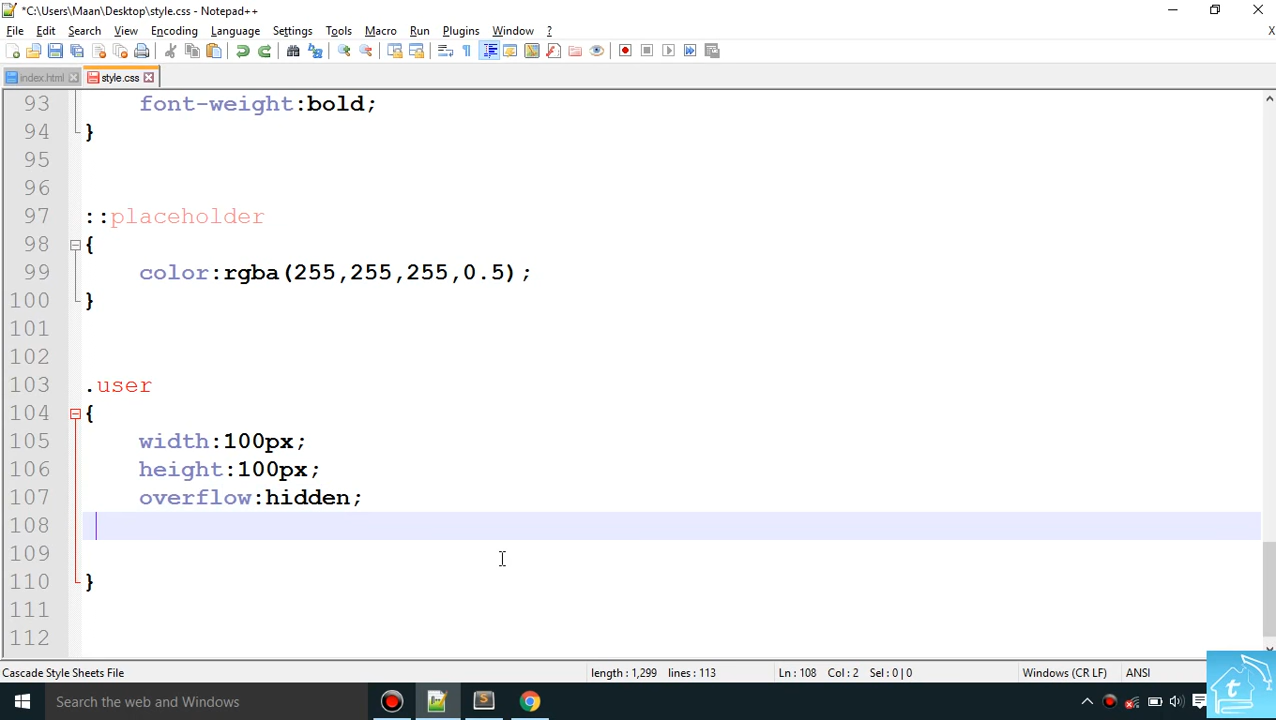 *C:\Users\Maan\Desktop\style.css - Notepad++
File Edit Search View Encoding Language Settings Tools Macro Run Plugins Window ? X
index.html style.css
93 font-weight:bold;
94 }
95
96
97 ::placeholder
98 {
99 color:rgba(255,255,255,0.5);
100 }
101
102
103 .user
104 {
105 width:100px;
106 height:100px;
107 overflow:hidden;
108
109
110 }
111
112
Cascade Style Sheets File length : 1,299 lines : 113 Ln : 108 Col : 2 Sel : 0 | 0 Windows (CR LF) ANSI
Search the web and Windows